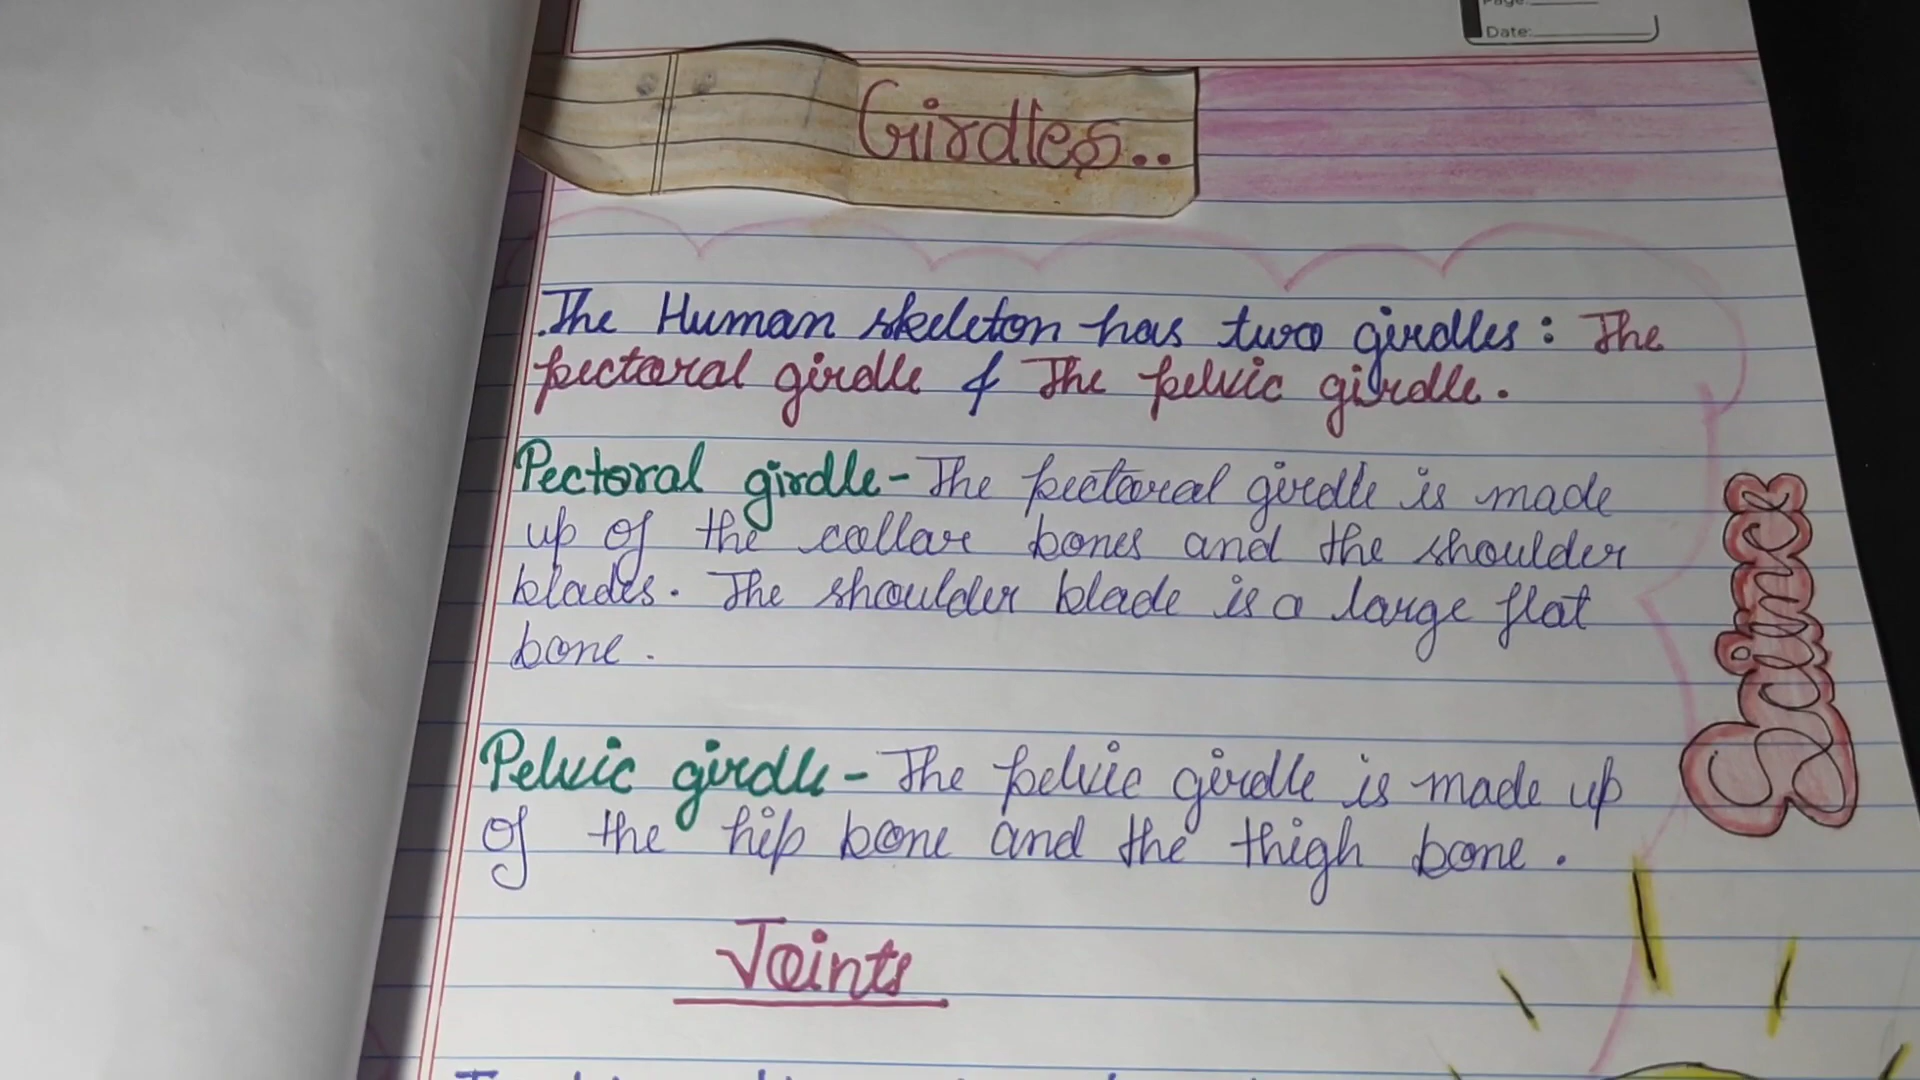 Page:
Date:
Girdles..
The Human skeleton has two girdles: The
pectoral girdle & The pelvic girdle.
Pectoral girdle - The pectoral girdle is made
up of the collar bones and the shoulder
blades. The shoulder blade is a large flat
bone.
Pelvic girdle - The pelvic girdle is made up
of the hip bone and the thigh bone.
Joints
Science